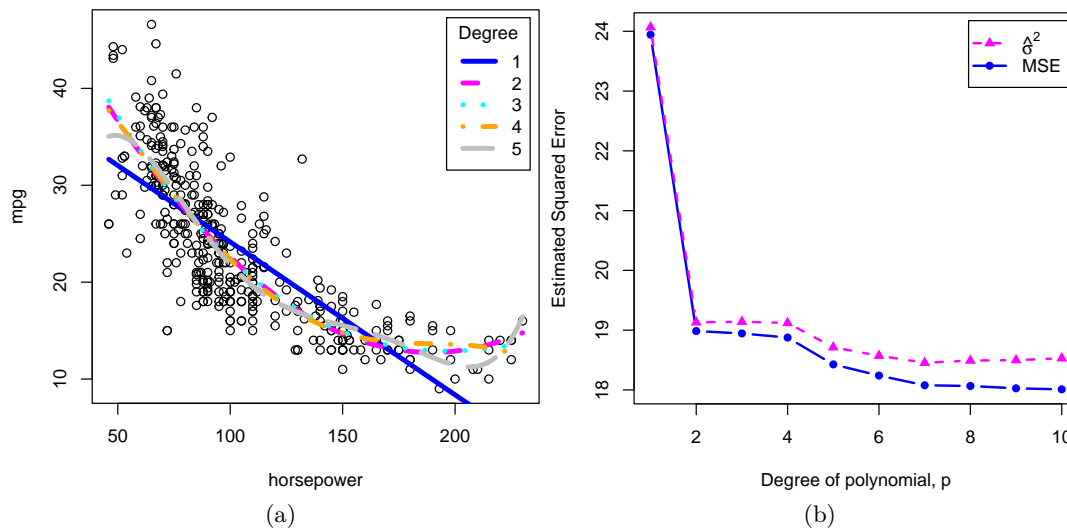 Degree
1
2
3
4
5
mpg
40
30
20
10
50 100 150 200
horsepower
(a)
σ̂²
MSE
Estimated Squared Error
24
23
22
21
20
19
18
2 4 6 8 10
Degree of polynomial, p
(b)